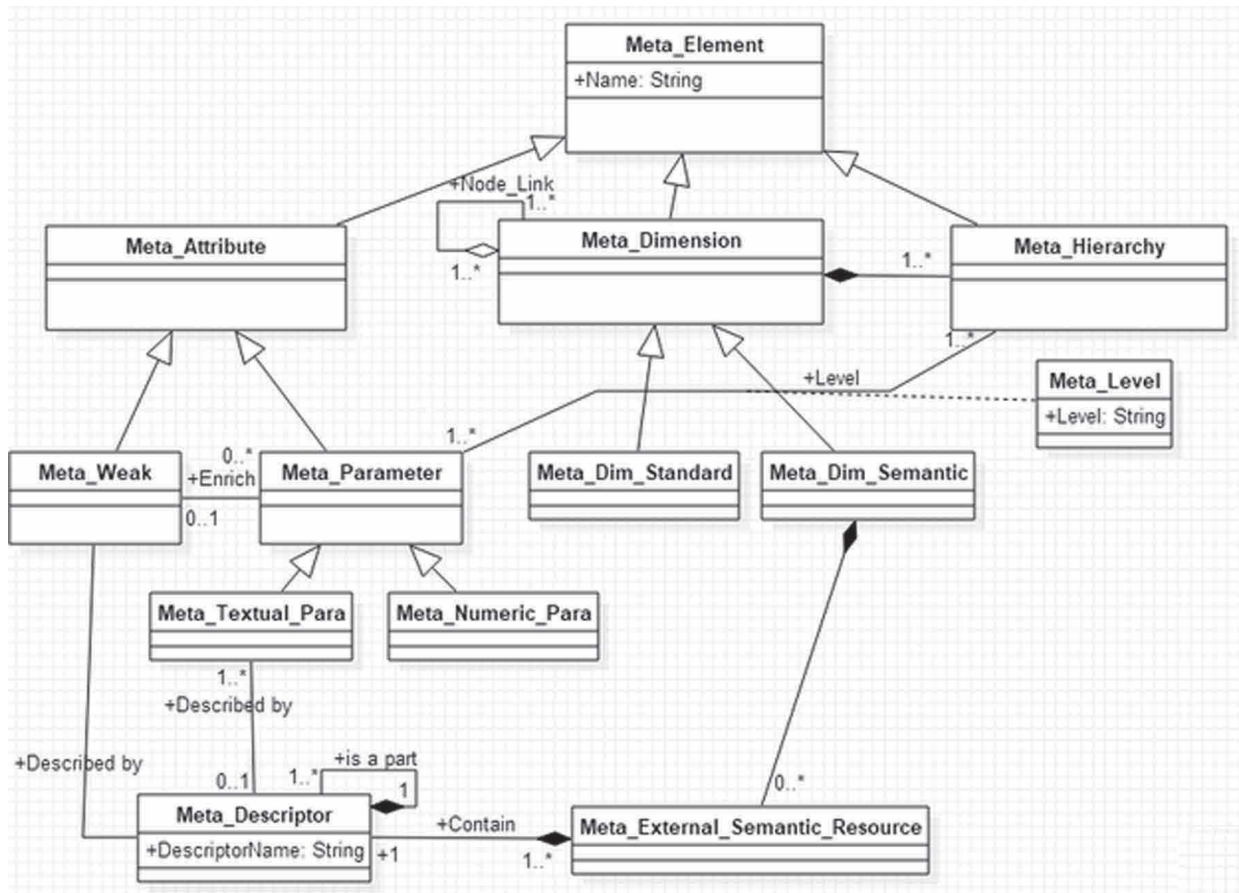 Meta_Element
+Name: String
+Node_Link
1..*
Meta_Attribute
Meta_Dimension
Meta_Hierarchy
1..*
1..*
1..*
+Level
Meta_Level
+Level: String
1..*
Meta_Weak
0..*
+Enrich
0..1
Meta_Parameter
Meta_Dim_Standard
Meta_Dim_Semantic
Meta_Textual_Para
Meta_Numeric_Para
1..*
+Described by
+Described by
0..1
+is a part
1..*
1
0..*
Meta_Descriptor
+DescriptorName: String
+1
+Contain
1..*
Meta_External_Semantic_Resource